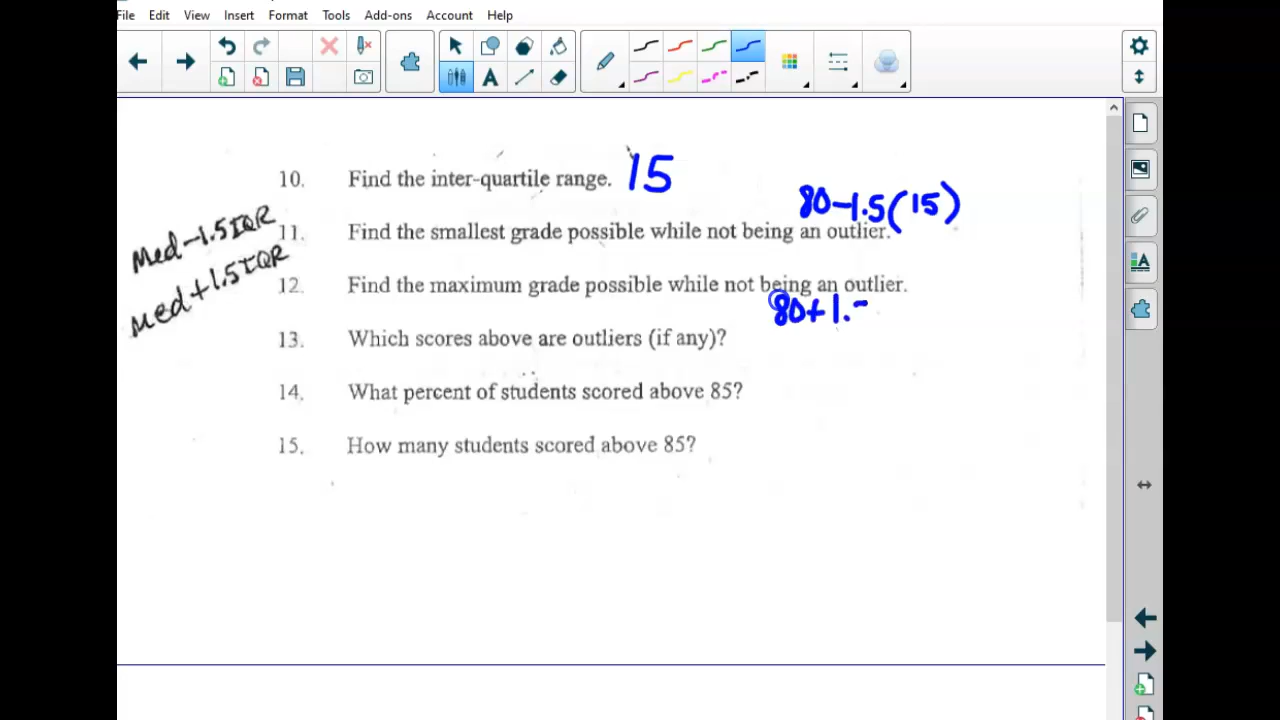 File Edit View Insert Format Tools Add-ons Account Help
10. Find the inter-quartile range. 15
80-1.5(15)
Med-1.5IQR
11. Find the smallest grade possible while not being an outlier.
Med+1.5IQR
12. Find the maximum grade possible while not being an outlier.
80+1.
13. Which scores above are outliers (if any)?
14. What percent of students scored above 85?
15. How many students scored above 85?